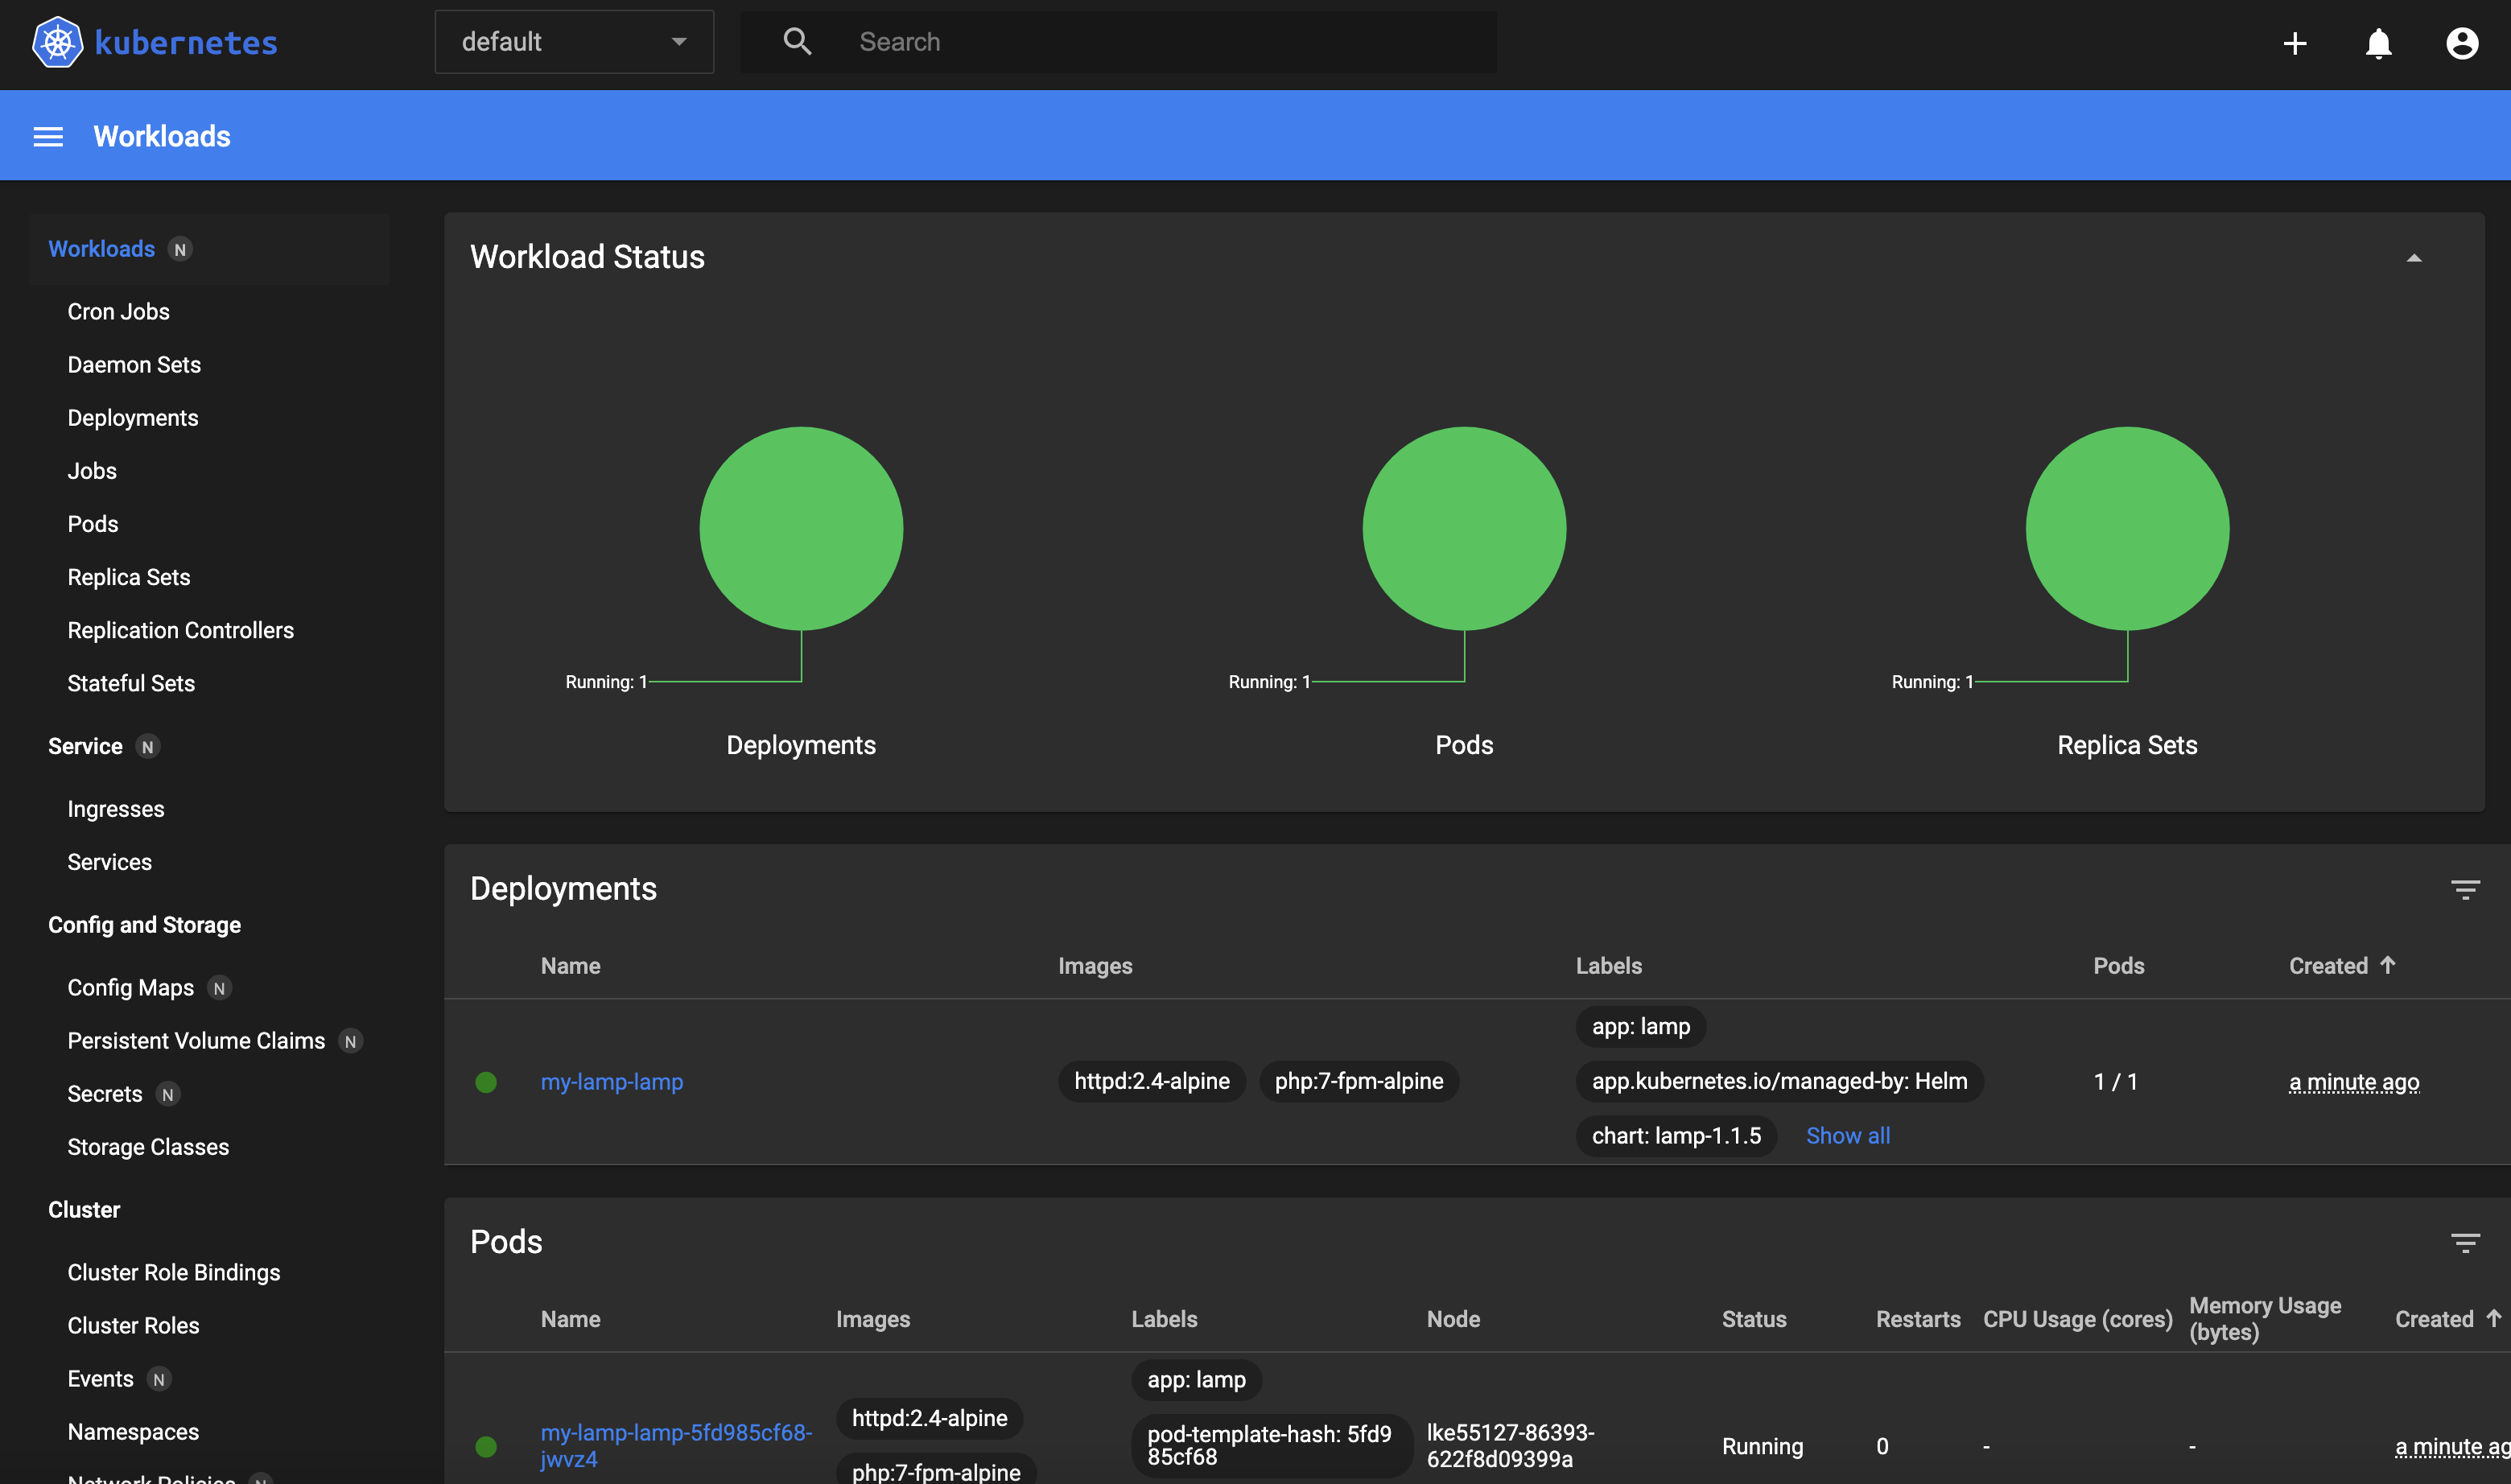 kubernetes
default
Search
Workloads
Workloads N
Cron Jobs
Daemon Sets
Deployments
Jobs
Pods
Replica Sets
Replication Controllers
Stateful Sets
Service N
Ingresses
Services
Config and Storage
Config Maps N
Persistent Volume Claims N
Secrets N
Storage Classes
Cluster
Cluster Role Bindings
Cluster Roles
Events N
Namespaces
Network Policies N
Workload Status
Running: 1
Deployments
Running: 1
Pods
Running: 1
Replica Sets
Deployments
Name Images Labels Pods Created
my-lamp-lamp
httpd:2.4-alpine php:7-fpm-alpine
app: lamp
app.kubernetes.io/managed-by: Helm
chart: lamp-1.1.5 Show all
1 / 1
a minute ago
Pods
Name Images Labels Node Status Restarts CPU Usage (cores) Memory Usage
(bytes) Created
my-lamp-lamp-5fd985cf68-
jwvz4
httpd:2.4-alpine
php:7-fpm-alpine
app: lamp
pod-template-hash: 5fd9
85cf68
lke55127-86393-
622f8d09399a
Running
0
-
-
a minute ag